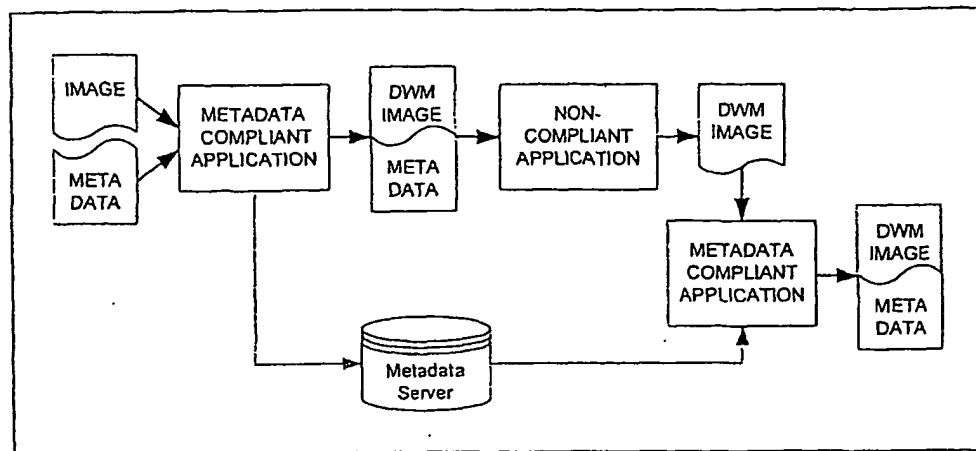 IMAGE
META
DATA
METADATA
COMPLIANT
APPLICATION
DWM
IMAGE
META
DATA
NON-
COMPLIANT
APPLICATION
DWM
IMAGE
METADATA
COMPLIANT
APPLICATION
DWM
IMAGE
META
DATA
Metadata
Server